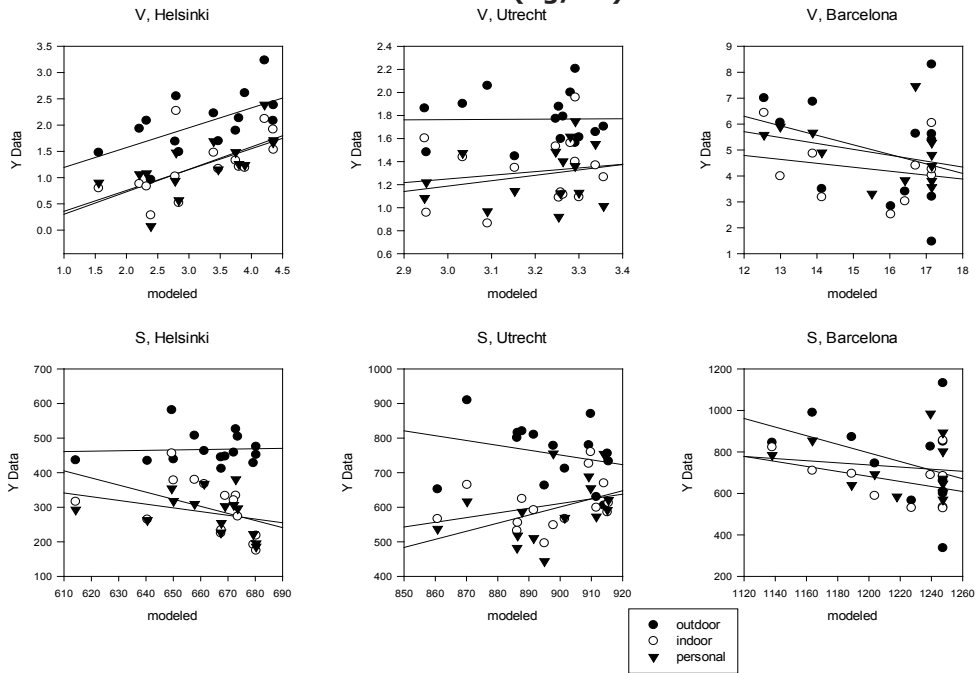 V, Helsinki
Y Data
3.5
3.0
2.5
2.0
1.5
1.0
0.5
0.0
1.0 1.5 2.0 2.5 3.0 3.5 4.0 4.5
modeled
V, Utrecht
Y Data
2.4
2.2
2.0
1.8
1.6
1.4
1.2
1.0
0.8
0.6
2.9 3.0 3.1 3.2 3.3 3.4
modeled
V, Barcelona
Y Data
9
8
7
6
5
4
3
2
1
12 13 14 15 16 17 18
modeled
S, Helsinki
Y Data
700
600
500
400
300
200
100
610 620 630 640 650 660 670 680 690
modeled
S, Utrecht
Y Data
1000
900
800
700
600
500
400
850 860 870 880 890 900 910 920
modeled
S, Barcelona
Y Data
1200
1000
800
600
400
200
1120 1140 1160 1180 1200 1220 1240 1260
modeled
outdoor
indoor
personal